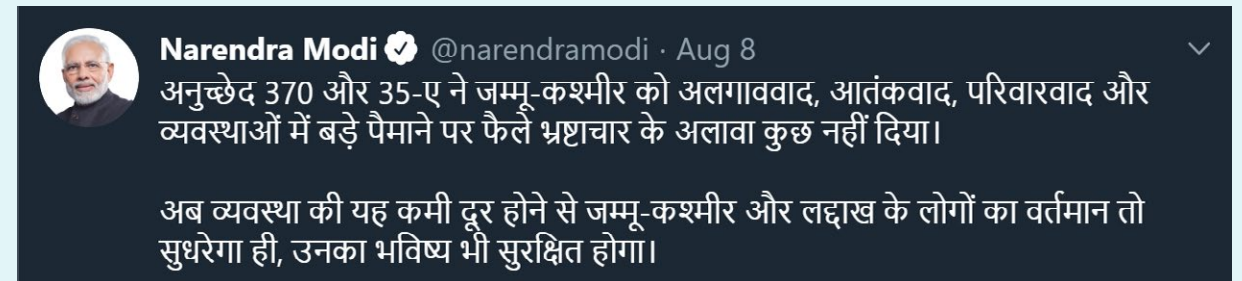 Narendra Modi @narendramodi · Aug 8
अनुच्छेद 370 और 35-ए ने जम्मू-कश्मीर को अलगाववाद, आतंकवाद, परिवारवाद और
व्यवस्थाओं में बड़े पैमाने पर फैले भ्रष्टाचार के अलावा कुछ नहीं दिया।
अब व्यवस्था की यह कमी दूर होने से जम्मू-कश्मीर और लद्दाख के लोगों का वर्तमान तो
सुधरेगा ही, उनका भविष्य भी सुरक्षित होगा।